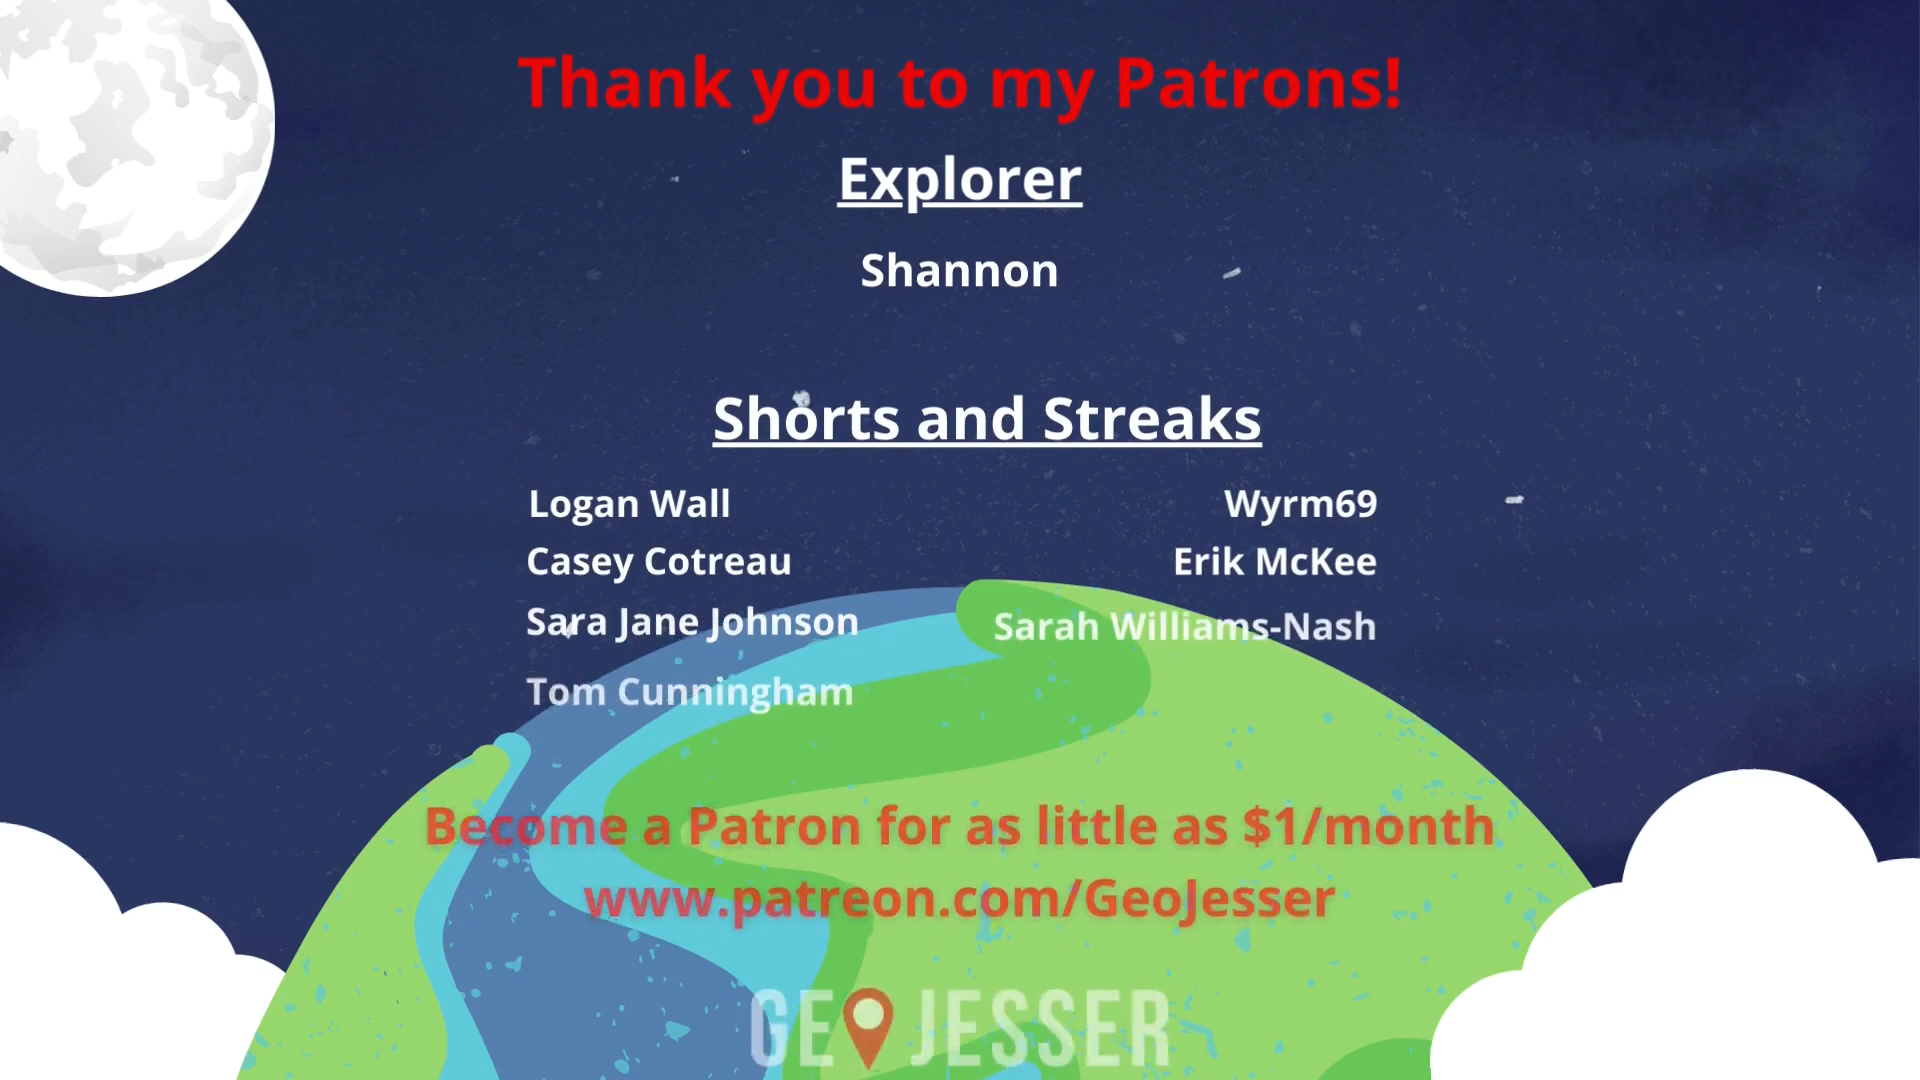 Thank you to my Patrons!
Explorer
Shannon
Shorts and Streaks
Logan Wall
Wyrm69
Casey Cotreau
Erik McKee
Sara Jane Johnson
Sarah Williams-Nash
Tom Cunningham
Become a Patron for as little as $1/month
www.patreon.com/GeoJesser
GEOJESSER